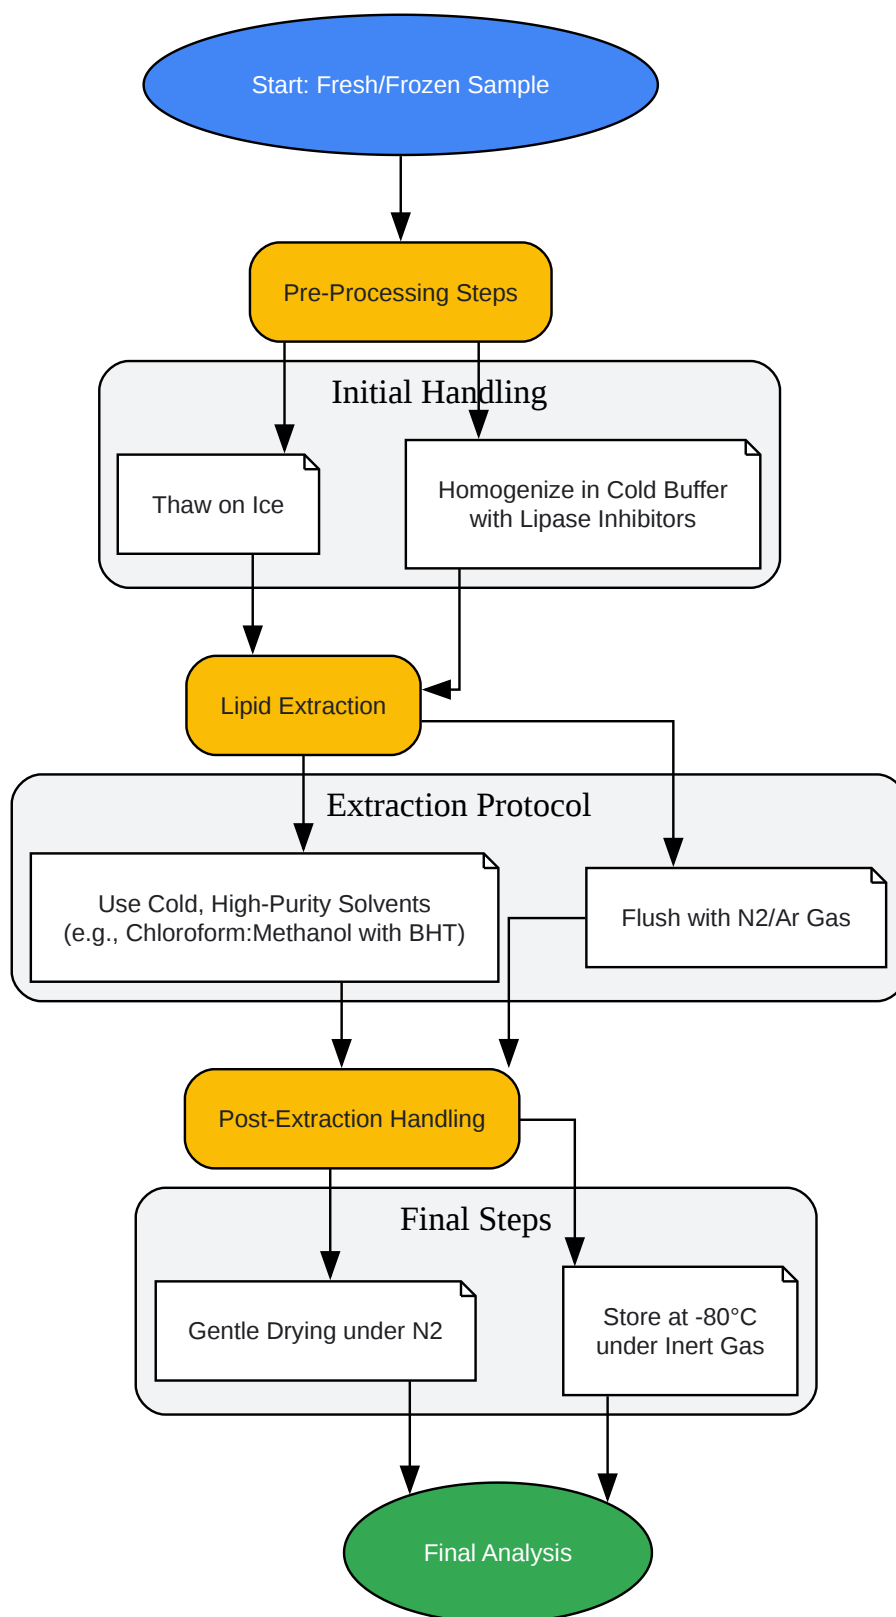 Start: Fresh/Frozen Sample
Pre-Processing Steps
Initial Handling
Thaw on Ice
Homogenize in Cold Buffer
with Lipase Inhibitors
Lipid Extraction
Extraction Protocol
Use Cold, High-Purity Solvents
(e.g., Chloroform:Methanol with BHT)
Flush with N2/Ar Gas
Post-Extraction Handling
Final Steps
Gentle Drying under N2
Store at -80°C
under Inert Gas
Final Analysis